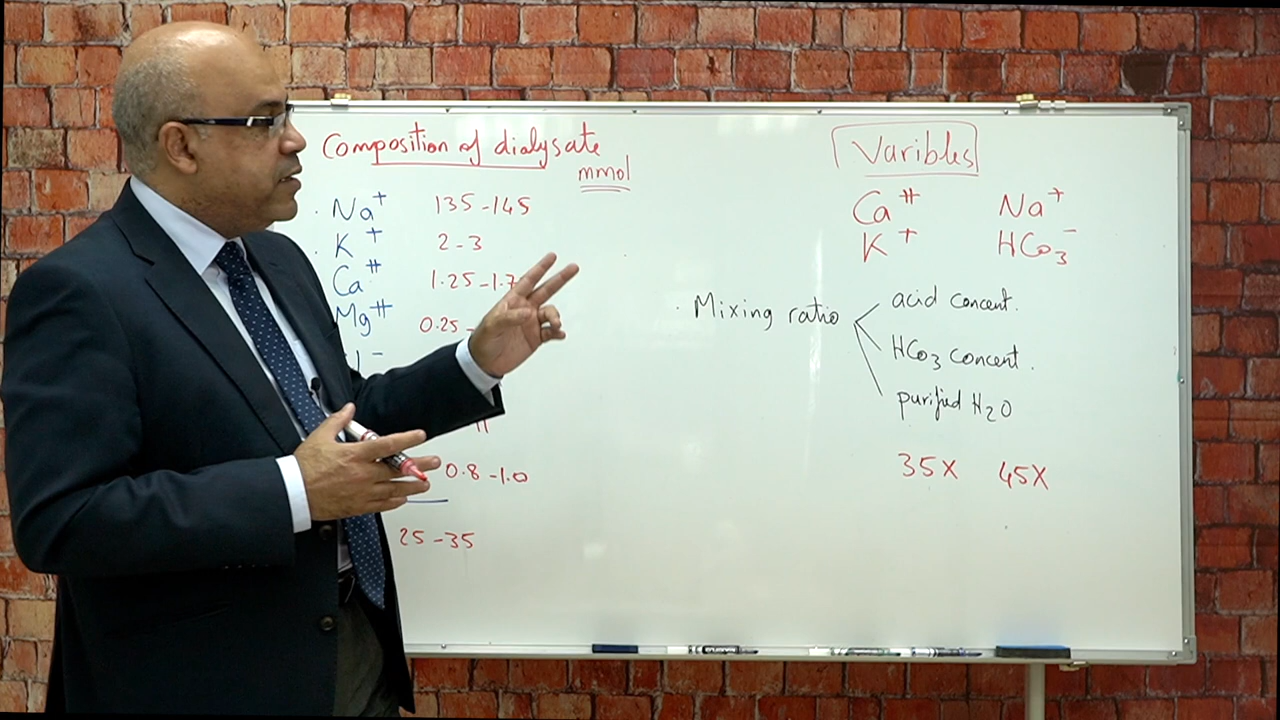 Composition of dialysate
mmol
Na+ 135-145
K+ 2-3
Ca++ 1.25-1.7
Mg++ 0.25-
-
11
0.8-1.0
25-35
Varibles
Ca++ Na+
K+ HCo3-
. Mixing ratio
acid concent.
HCo3 concent.
purified H2O
35X 45X